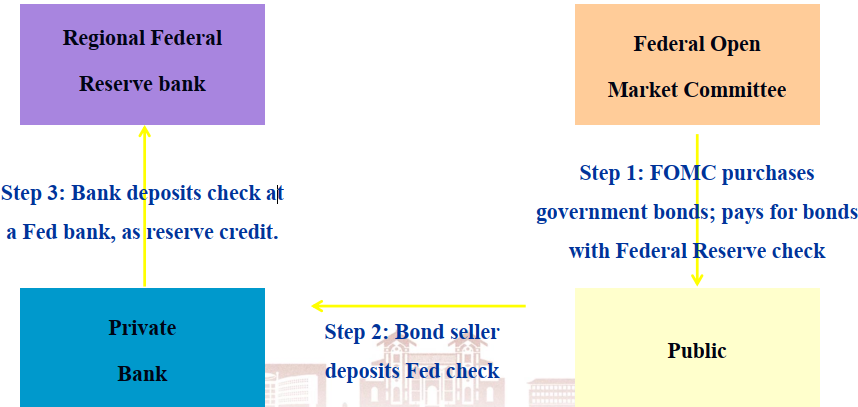 Regional Federal
Reserve bank
Federal Open
Market Committee
Step 3: Bank deposits check at
a Fed bank, as reserve credit.
Step 1: FOMC purchases
government bonds; pays for bonds
with Federal Reserve check
Private
Bank
Step 2: Bond seller
deposits Fed check
Public